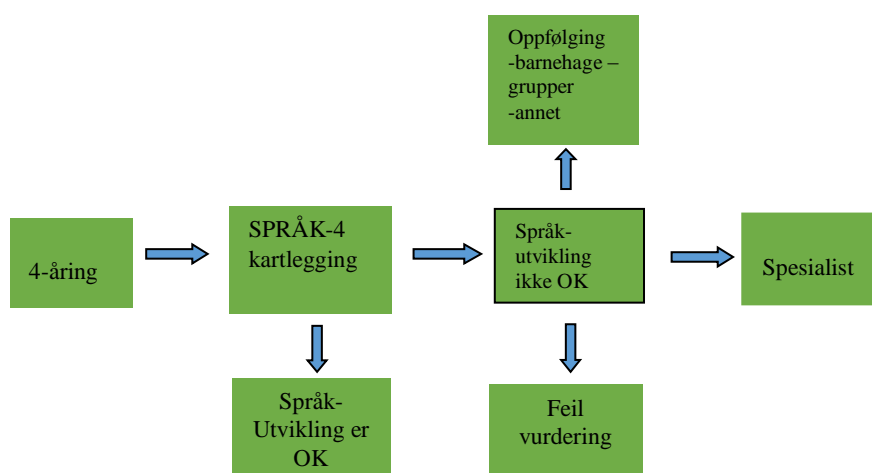 Oppfølging
-barnehage –
grupper
-annet
4-åring
SPRÅK-4
kartlegging
Språk-
utvikling
ikke OK
Spesialist
Språk-
Utvikling er
OK
Feil
vurdering